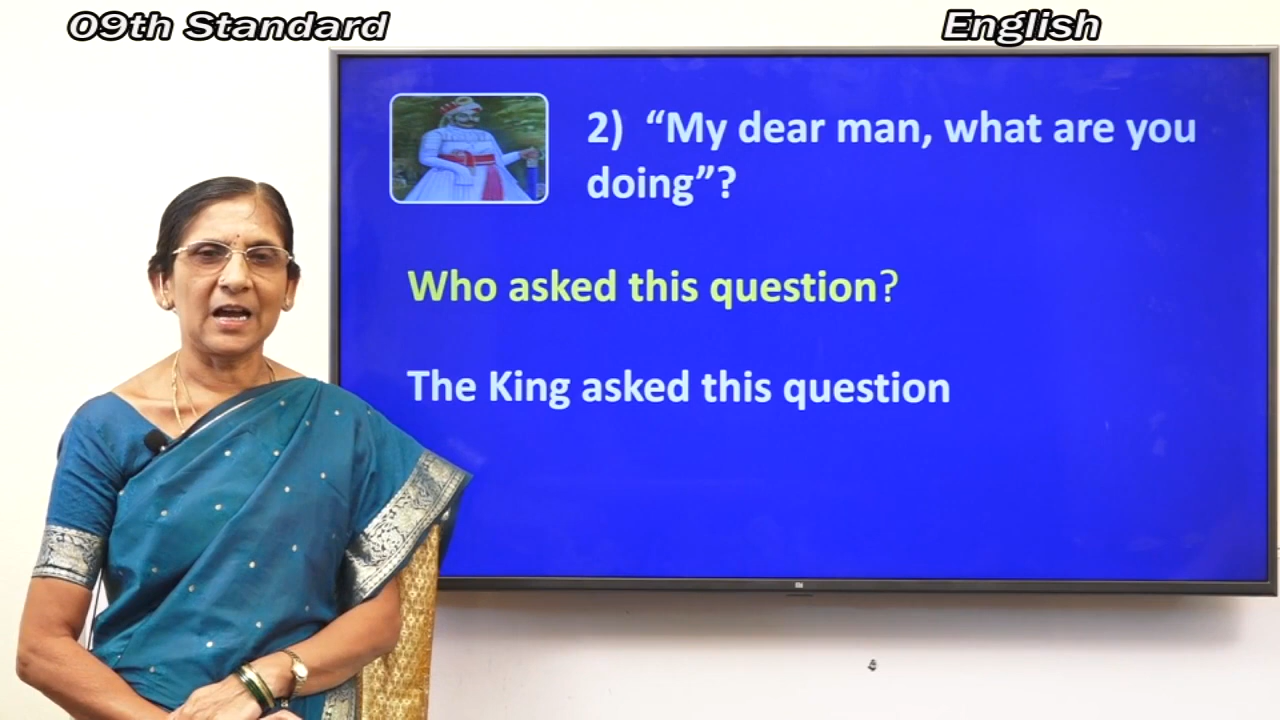 09th Standard
English
2) “My dear man, what are you
doing”?
Who asked this question?
The King asked this question